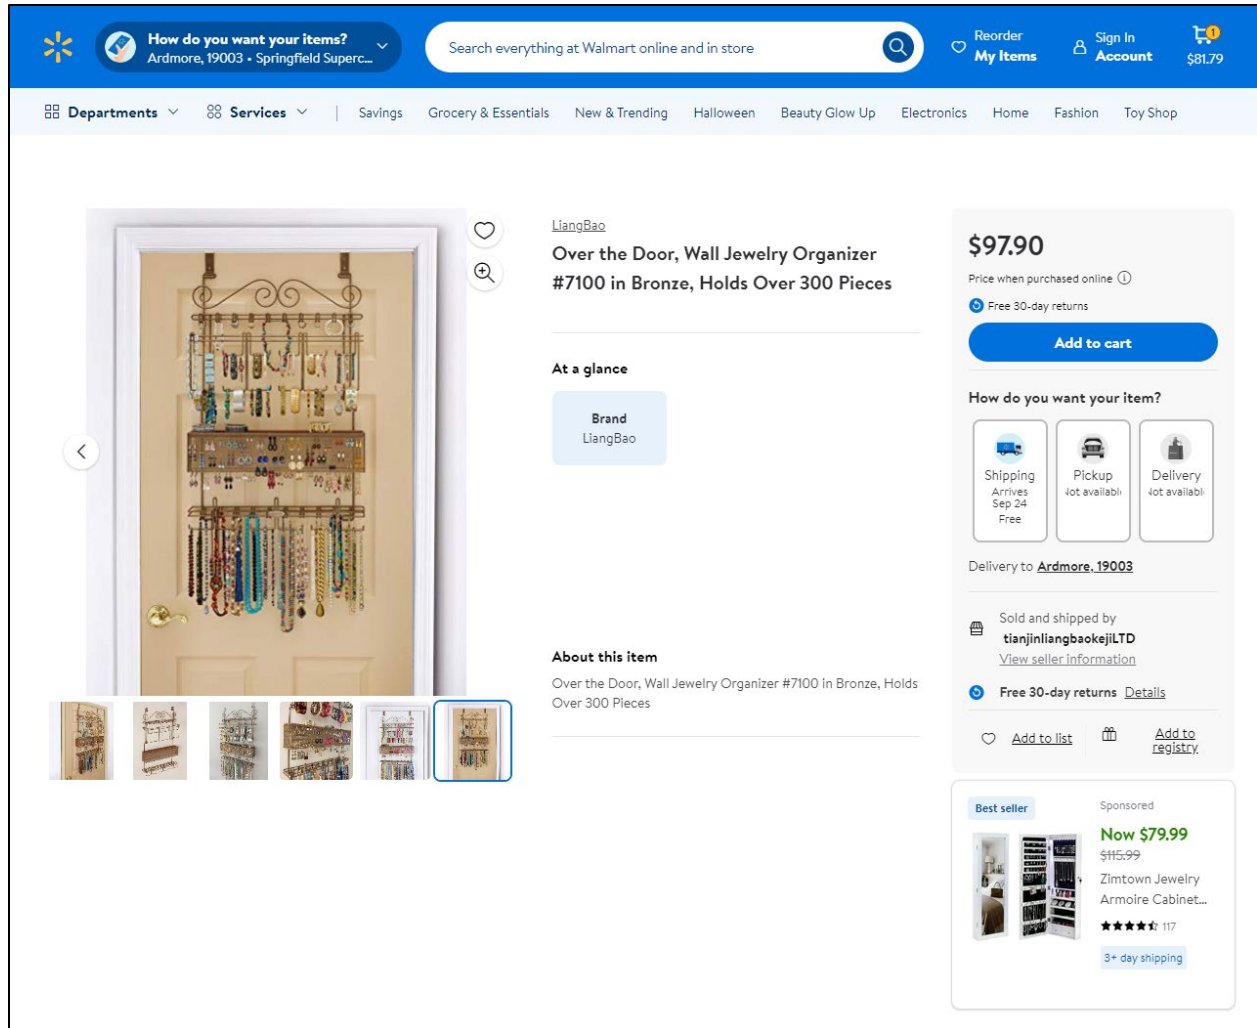 How do you want your items?
Ardmore, 19003 • Springfield Superc...
Search everything at Walmart online and in store
Reorder
My Items
Sign In
Account
1
$81.79
Departments
Services
Savings
Grocery & Essentials
New & Trending
Halloween
Beauty Glow Up
Electronics
Home
Fashion
Toy Shop
LiangBao
Over the Door, Wall Jewelry Organizer
#7100 in Bronze, Holds Over 300 Pieces
At a glance
Brand
LiangBao
About this item
Over the Door, Wall Jewelry Organizer #7100 in Bronze, Holds
Over 300 Pieces
$97.90
Price when purchased online
Free 30-day returns
Add to cart
How do you want your item?
Shipping
Arrives
Sep 24
Free
Pickup
Not available
Delivery
Not available
Delivery to Ardmore, 19003
Sold and shipped by
tianjinliangbaokejiLTD
View seller information
Free 30-day returns Details
Add to list
Add to
registry
Best seller
Sponsored
Now $79.99
$115.99
Zimtown Jewelry
Armoire Cabinet...
117
3+ day shipping